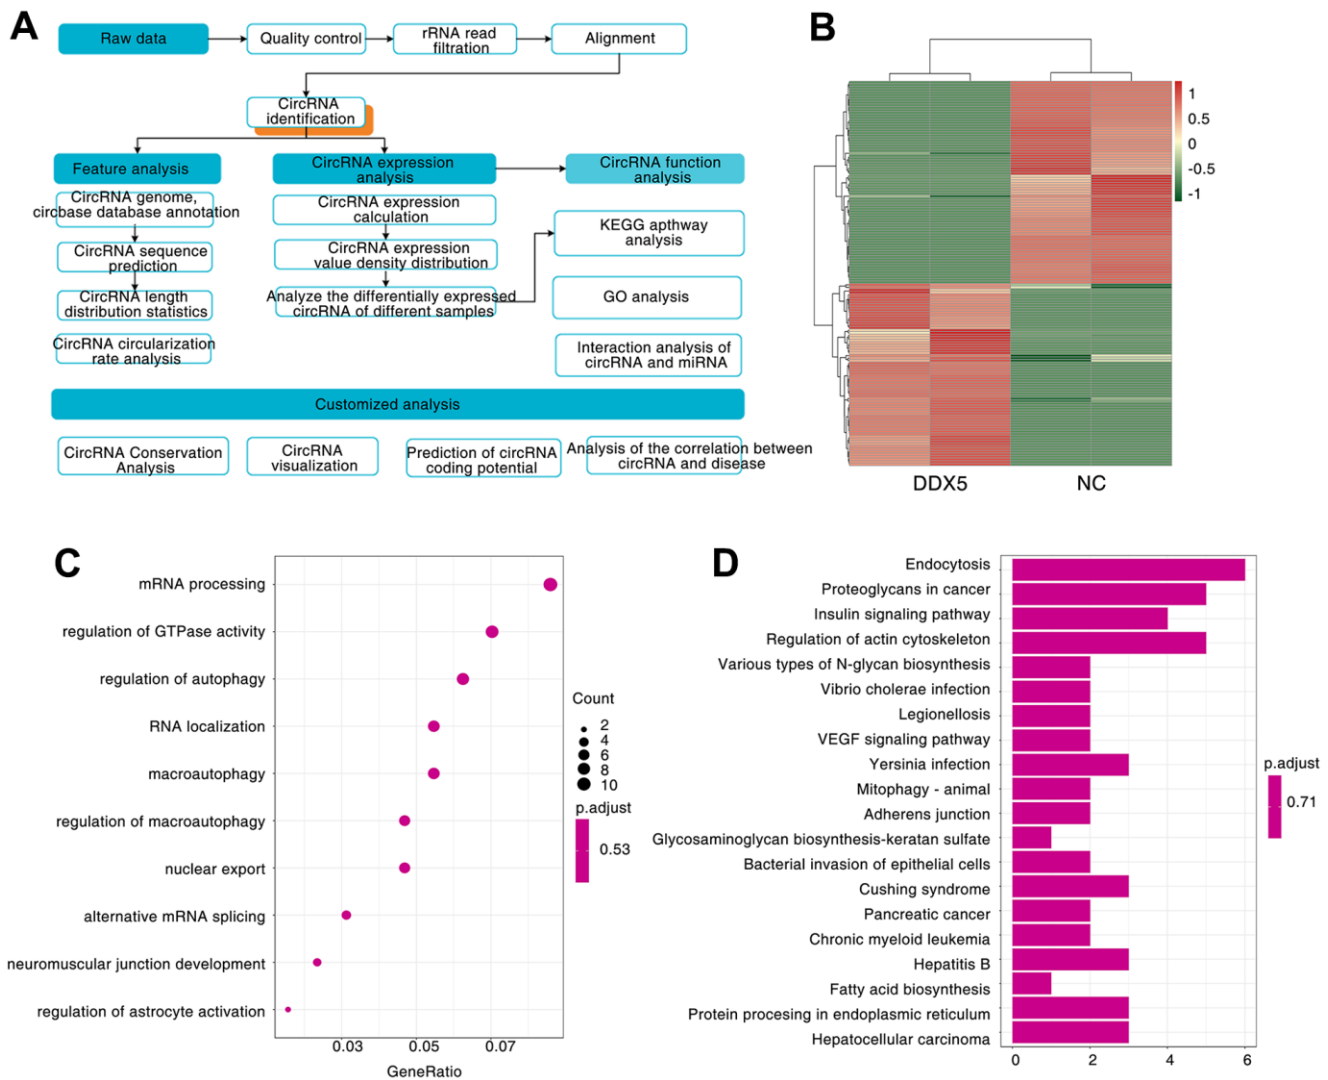 A
Raw data
Quality control
rRNA read
filtration
Alignment
CircRNA
identification
Feature analysis
CircRNA expression
analysis
CircRNA function
analysis
CircRNA genome,
circbase database annotation
CircRNA sequence
prediction
CircRNA length
distribution statistics
CircRNA circularization
rate analysis
CircRNA expression
calculation
CircRNA expression
value density distribution
Analyze the differentially expressed
circRNA of different samples
KEGG apthway
analysis
GO analysis
Interaction analysis of
circRNA and miRNA
Customized analysis
CircRNA Conservation
Analysis
CircRNA
visualization
Prediction of circRNA
coding potential
Analysis of the correlation between
circRNA and disease
B
1
0.5
0
-0.5
-1
DDX5
NC
C
mRNA processing
regulation of GTPase activity
regulation of autophagy
RNA localization
macroautophagy
regulation of macroautophagy
nuclear export
alternative mRNA splicing
neuromuscular junction development
regulation of astrocyte activation
0.03
0.05
0.07
GeneRatio
Count
2
4
6
8
10
p.adjust
0.53
D
Endocytosis
Proteoglycans in cancer
Insulin signaling pathway
Regulation of actin cytoskeleton
Various types of N-glycan biosynthesis
Vibrio cholerae infection
Legionellosis
VEGF signaling pathway
Yersinia infection
Mitophagy - animal
Adherens junction
Glycosaminoglycan biosynthesis-keratan sulfate
Bacterial invasion of epithelial cells
Cushing syndrome
Pancreatic cancer
Chronic myeloid leukemia
Hepatitis B
Fatty acid biosynthesis
Protein procesing in endoplasmic reticulum
Hepatocellular carcinoma
0
2
4
6
p.adjust
0.71